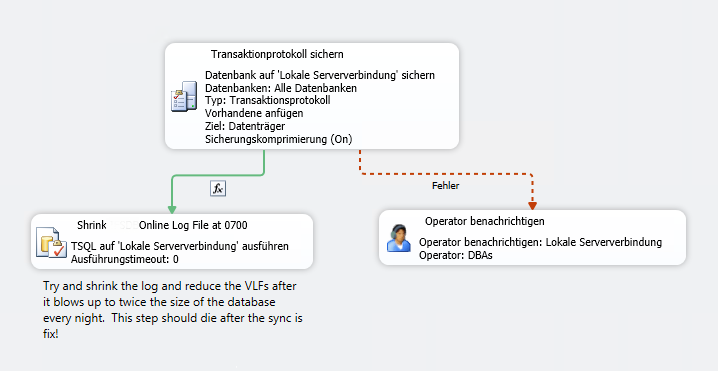 Transaktionprotokoll sichern
Datenbank auf 'Lokale Serververbindung' sichern
Datenbanken: Alle Datenbanken
Typ: Transaktionsprotokoll
Vorhandene anfügen
Ziel: Datenträger
Sicherungskomprimierung (On)
fx
Fehler
Shrink Online Log File at 0700
TSQL auf 'Lokale Serververbindung' ausführen
Ausführungstimeout: 0
Operator benachrichtigen
Operator benachrichtigen: Lokale Serververbindung
Operator: DBAs
Try and shrink the log and reduce the VLFs after
it blows up to twice the size of the database
every night.  This step should die after the sync is
fix!